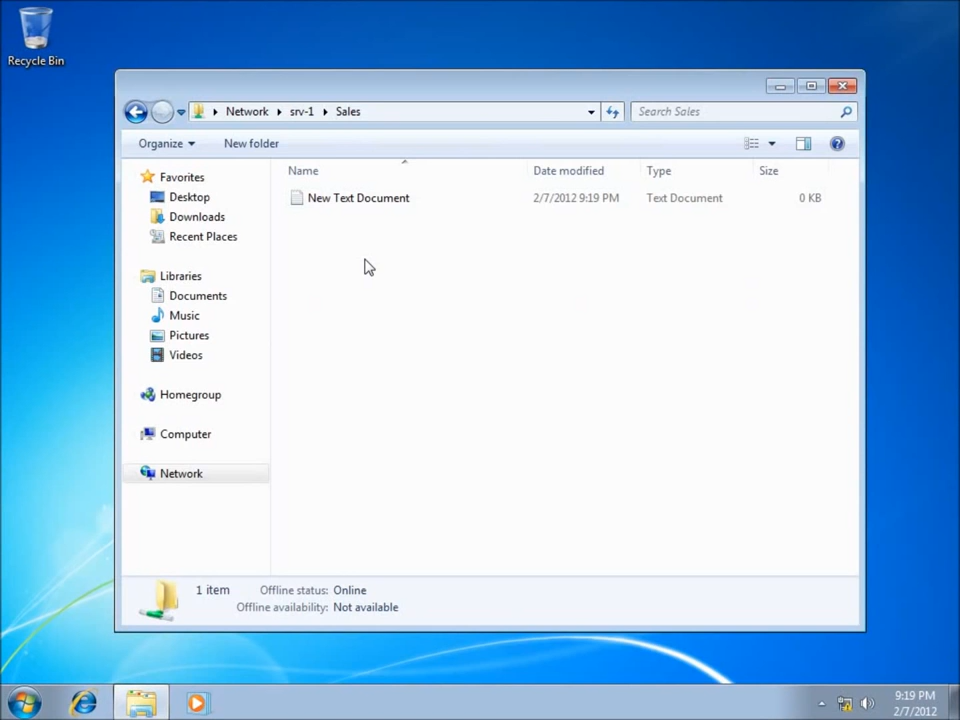 Recycle Bin
Network srv-1 Sales
Search Sales
Organize New folder
Name Date modified Type Size
New Text Document 2/7/2012 9:19 PM Text Document 0 KB
Favorites
Desktop
Downloads
Recent Places
Libraries
Documents
Music
Pictures
Videos
Homegroup
Computer
Network
1 item Offline status: Online
Offline availability: Not available
9:19 PM
2/7/2012